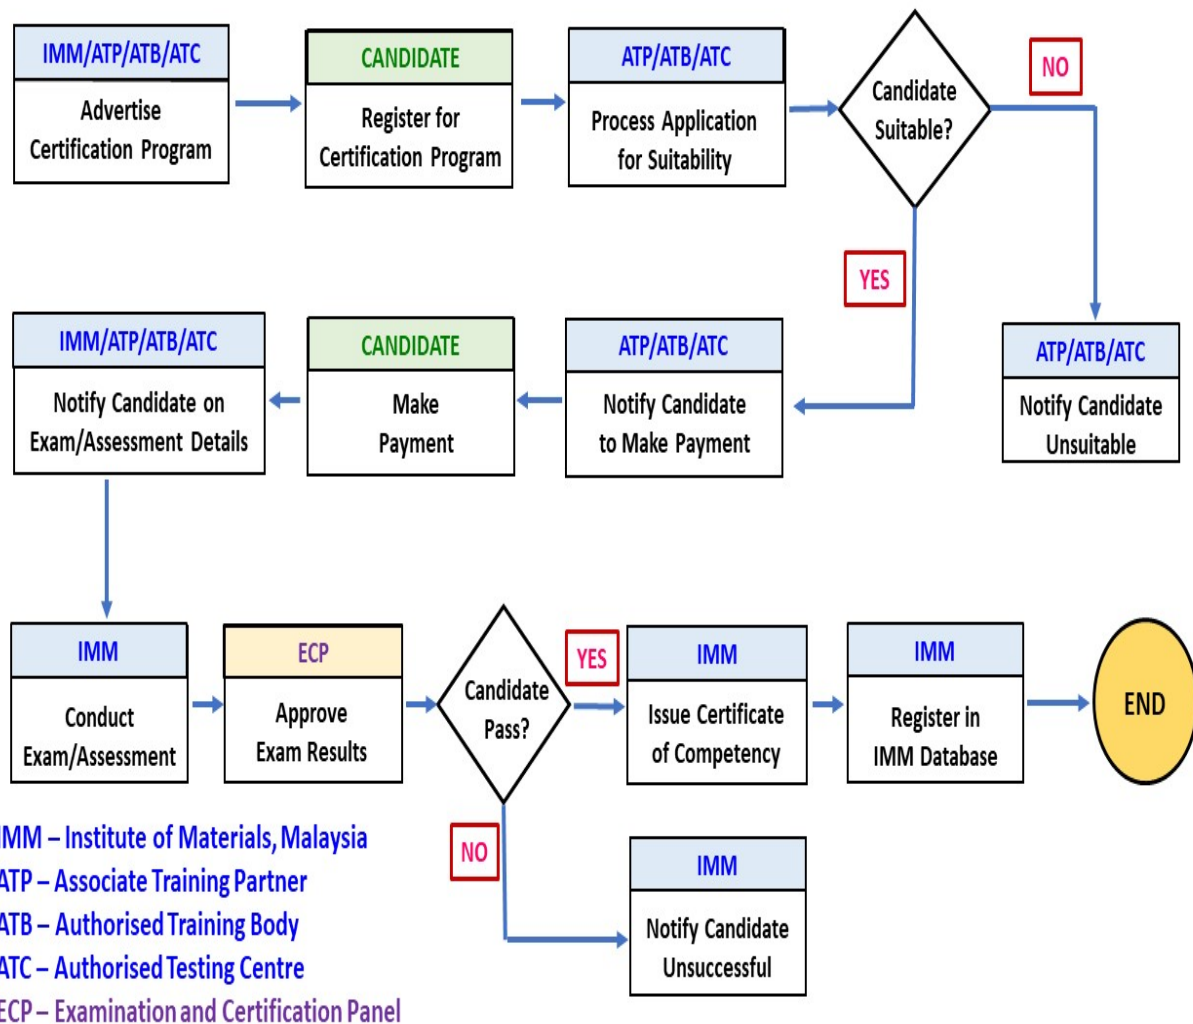 IMM/ATP/ATB/ATC
Advertise
Certification Program
CANDIDATE
Register for
Certification Program
ATP/ATB/ATC
Process Application
for Suitability
Candidate
Suitable?
NO
YES
IMM/ATP/ATB/ATC
Notify Candidate on
Exam/Assessment Details
CANDIDATE
Make
Payment
ATP/ATB/ATC
Notify Candidate
to Make Payment
ATP/ATB/ATC
Notify Candidate
Unsuitable
IMM
Conduct
Exam/Assessment
ECP
Approve
Exam Results
Candidate
Pass?
YES
IMM
Issue Certificate
of Competency
IMM
Register in
IMM Database
END
NO
IMM
Notify Candidate
Unsuccessful
IMM – Institute of Materials, Malaysia
ATP – Associate Training Partner
ATB – Authorised Training Body
ATC – Authorised Testing Centre
ECP – Examination and Certification Panel